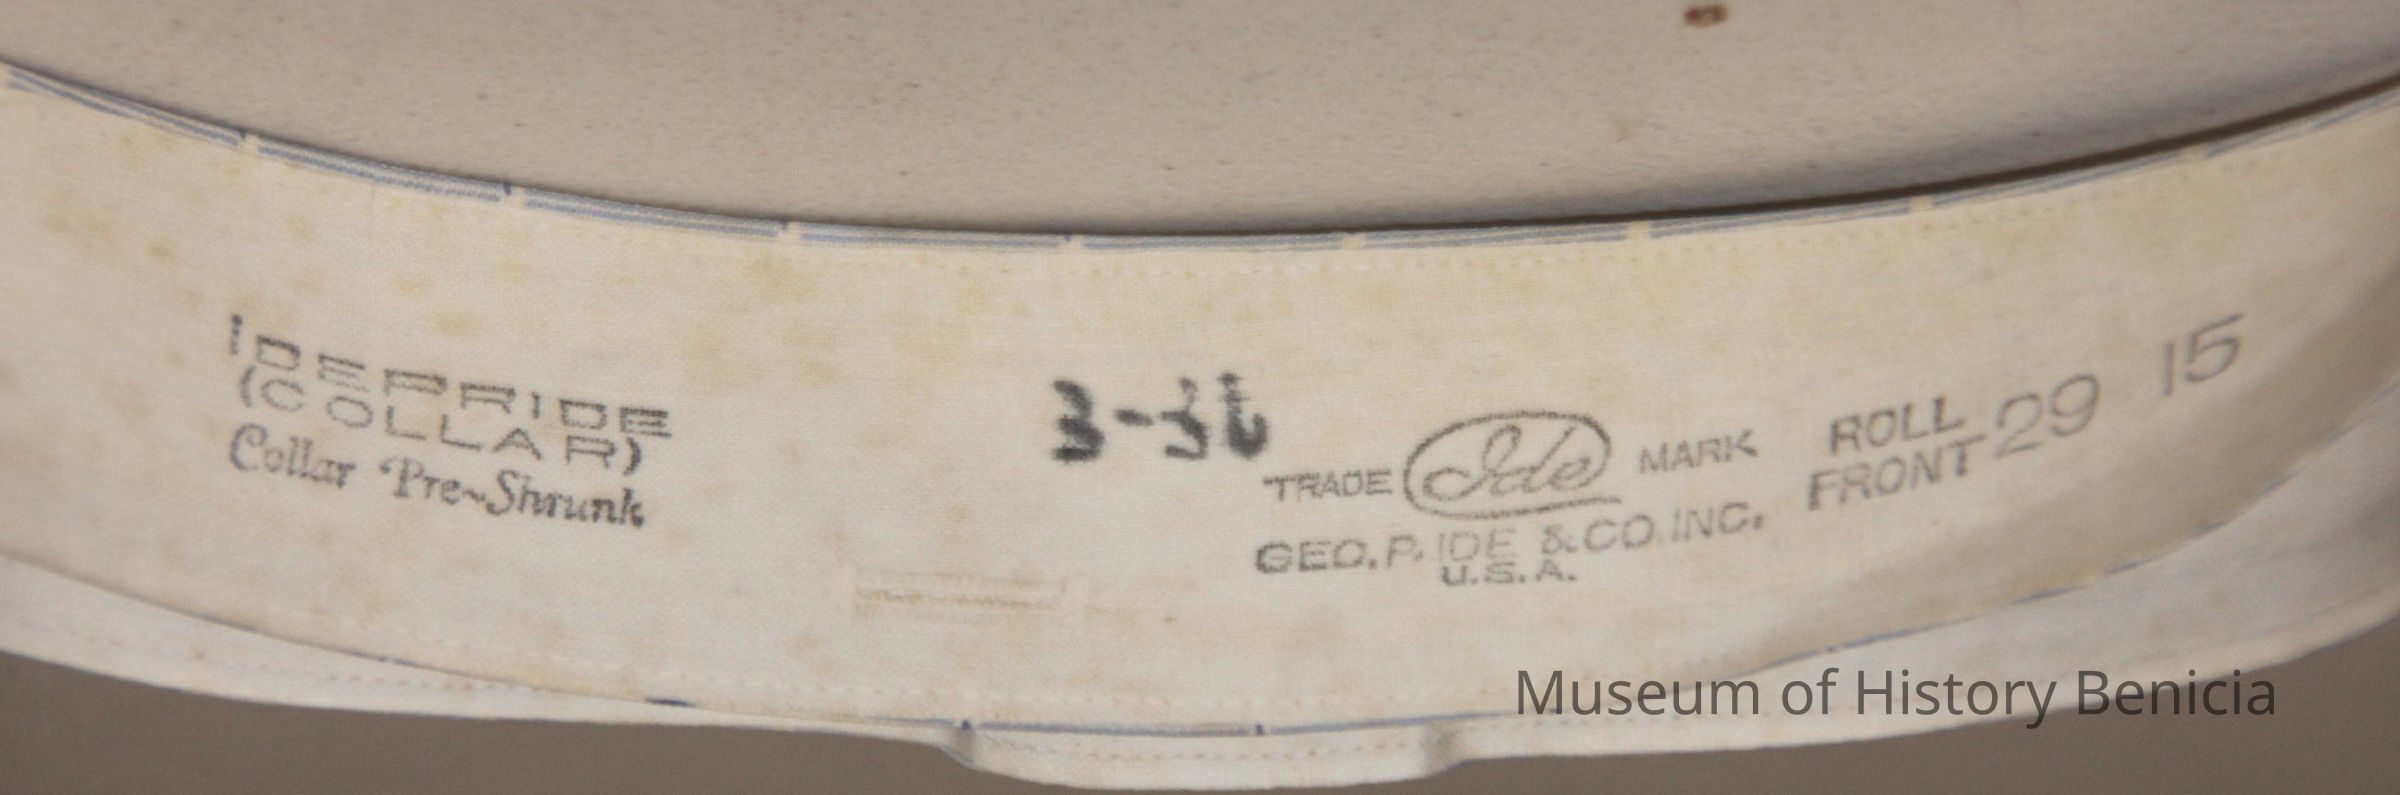 IDEPRIDE
(COLLAR)
Collar Pre-Shrunk
3-36
TRADE Ide MARK
GEO. P. IDE & CO. INC.
U.S.A.
ROLL
FRONT 29 15
Museum of History Benicia